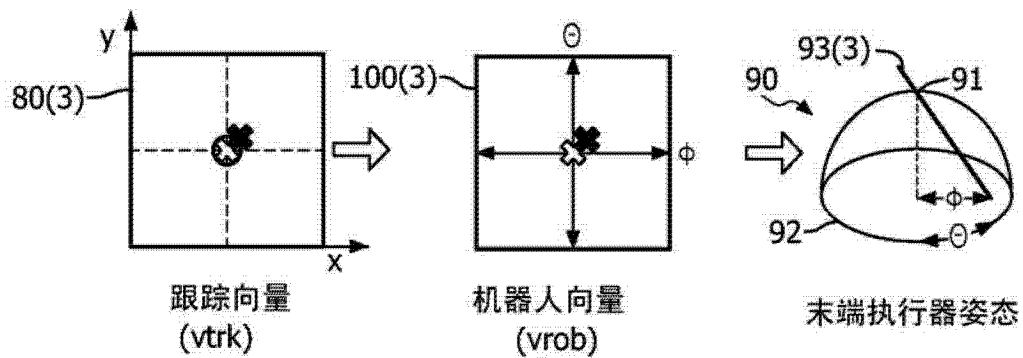 y
80(3)
x
跟踪向量
(vtrk)
Θ
100(3)
ϕ
机器人向量
(vrob)
93(3)
91
90
92
ϕ
Θ
末端执行器姿态